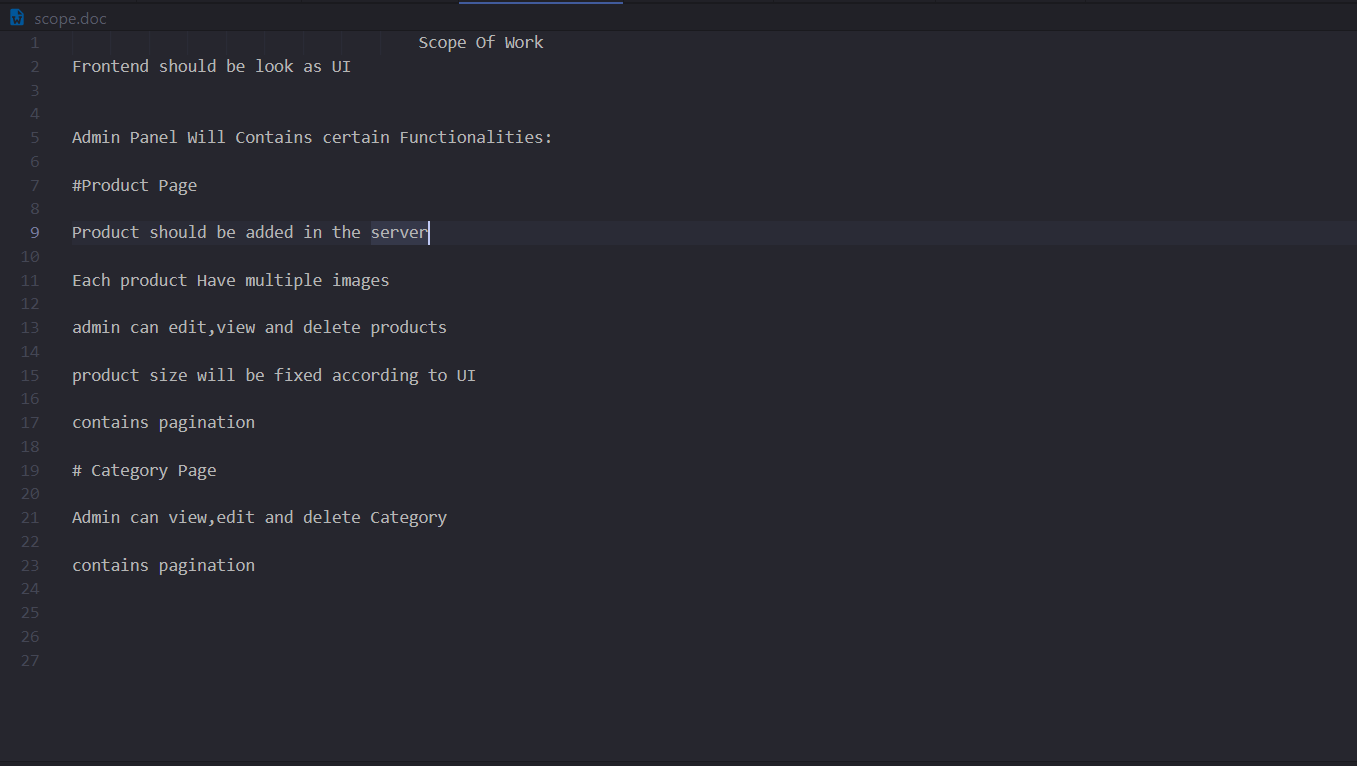 scope.doc
1 Scope Of Work
2 Frontend should be look as UI
3
4
5 Admin Panel Will Contains certain Functionalities:
6
7 #Product Page
8
9 Product should be added in the server
10
11 Each product Have multiple images
12
13 admin can edit,view and delete products
14
15 product size will be fixed according to UI
16
17 contains pagination
18
19 # Category Page
20
21 Admin can view,edit and delete Category
22
23 contains pagination
24
25
26
27